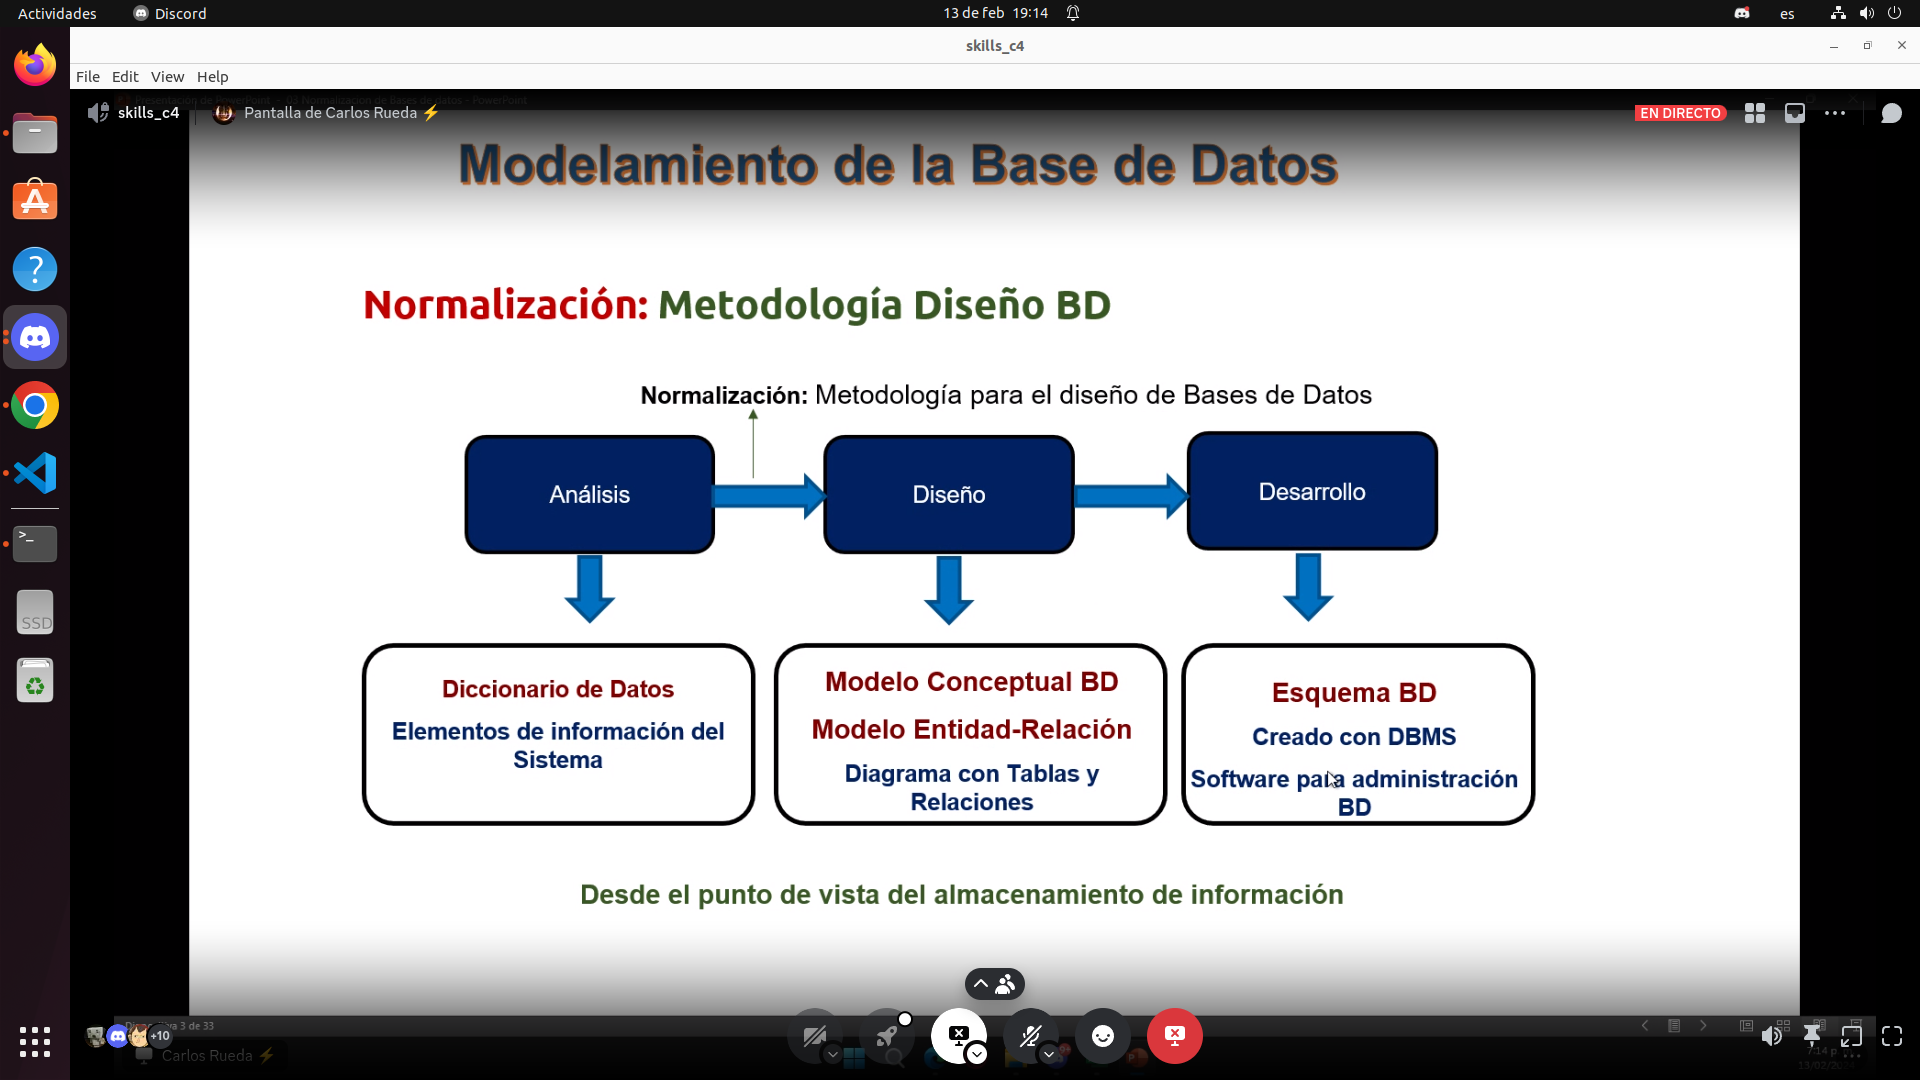 Actividades
Discord
13 de feb 19:14
es
skills_c4
File Edit View Help
skills_c4
Pantalla de Carlos Rueda
EN DIRECTO
Modelamiento de la Base de Datos
Normalización: Metodología Diseño BD
Normalización: Metodología para el diseño de Bases de Datos
Análisis
Diseño
Desarrollo
Diccionario de Datos
Elementos de información del
Sistema
Modelo Conceptual BD
Modelo Entidad-Relación
Diagrama con Tablas y
Relaciones
Esquema BD
Creado con DBMS
Software para administración
BD
Desde el punto de vista del almacenamiento de información
SSD
+10
3 de 33
Carlos Rueda